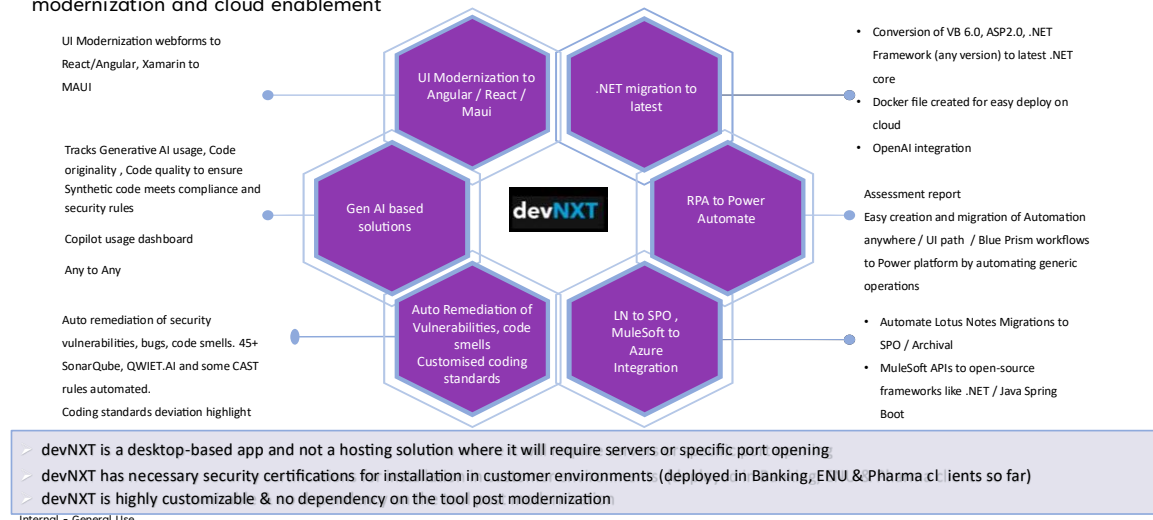 modernization and cloud enablement
UI Modernization webforms to
React/Angular, Xamarin to
MAUI
Tracks Generative AI usage, Code
originality , Code quality to ensure
Synthetic code meets compliance and
security rules
Copilot usage dashboard
Any to Any
Auto remediation of security
vulnerabilities, bugs, code smells. 45+
SonarQube, QWIET.AI and some CAST
rules automated.
Coding standards deviation highlight
UI Modernization to
Angular / React /
Maui
.NET migration to
latest
Gen AI based
solutions
devNXT
RPA to Power
Automate
Auto Remediation of
Vulnerabilities, code
smells
Customised coding
standards
LN to SPO ,
MuleSoft to
Azure
Integration
• Conversion of VB 6.0, ASP2.0, .NET
Framework (any version) to latest .NET
core
• Docker file created for easy deploy on
cloud
• OpenAI integration
Assessment report
Easy creation and migration of Automation
anywhere / UI path / Blue Prism workflows
to Power platform by automating generic
operations
• Automate Lotus Notes Migrations to
SPO / Archival
• MuleSoft APIs to open-source
frameworks like .NET / Java Spring
Boot
devNXT is a desktop-based app and not a hosting solution where it will require servers or specific port opening
devNXT has necessary security certifications for installation in customer environments (deployed in Banking, ENU & Pharma cl ients so far)
devNXT is highly customizable & no dependency on the tool post modernization
Internal - General Use